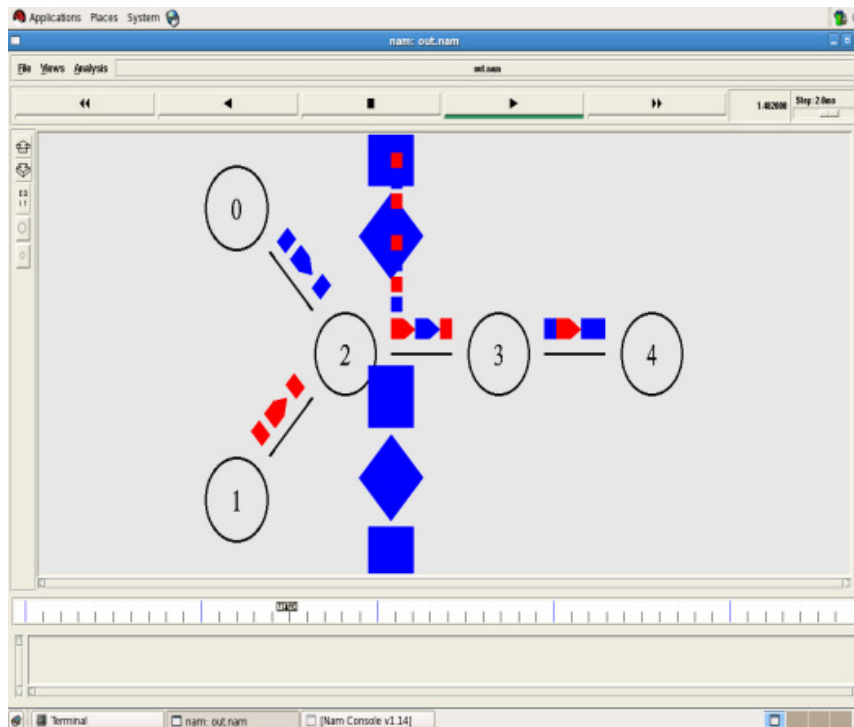 Applications Places System
nam: out.nam
File Views Analysis
out.nam
1.482000
Step: 2.0ms
0
1
2
3
4
Terminal
nam: out.nam
[Nam Console v1.14]